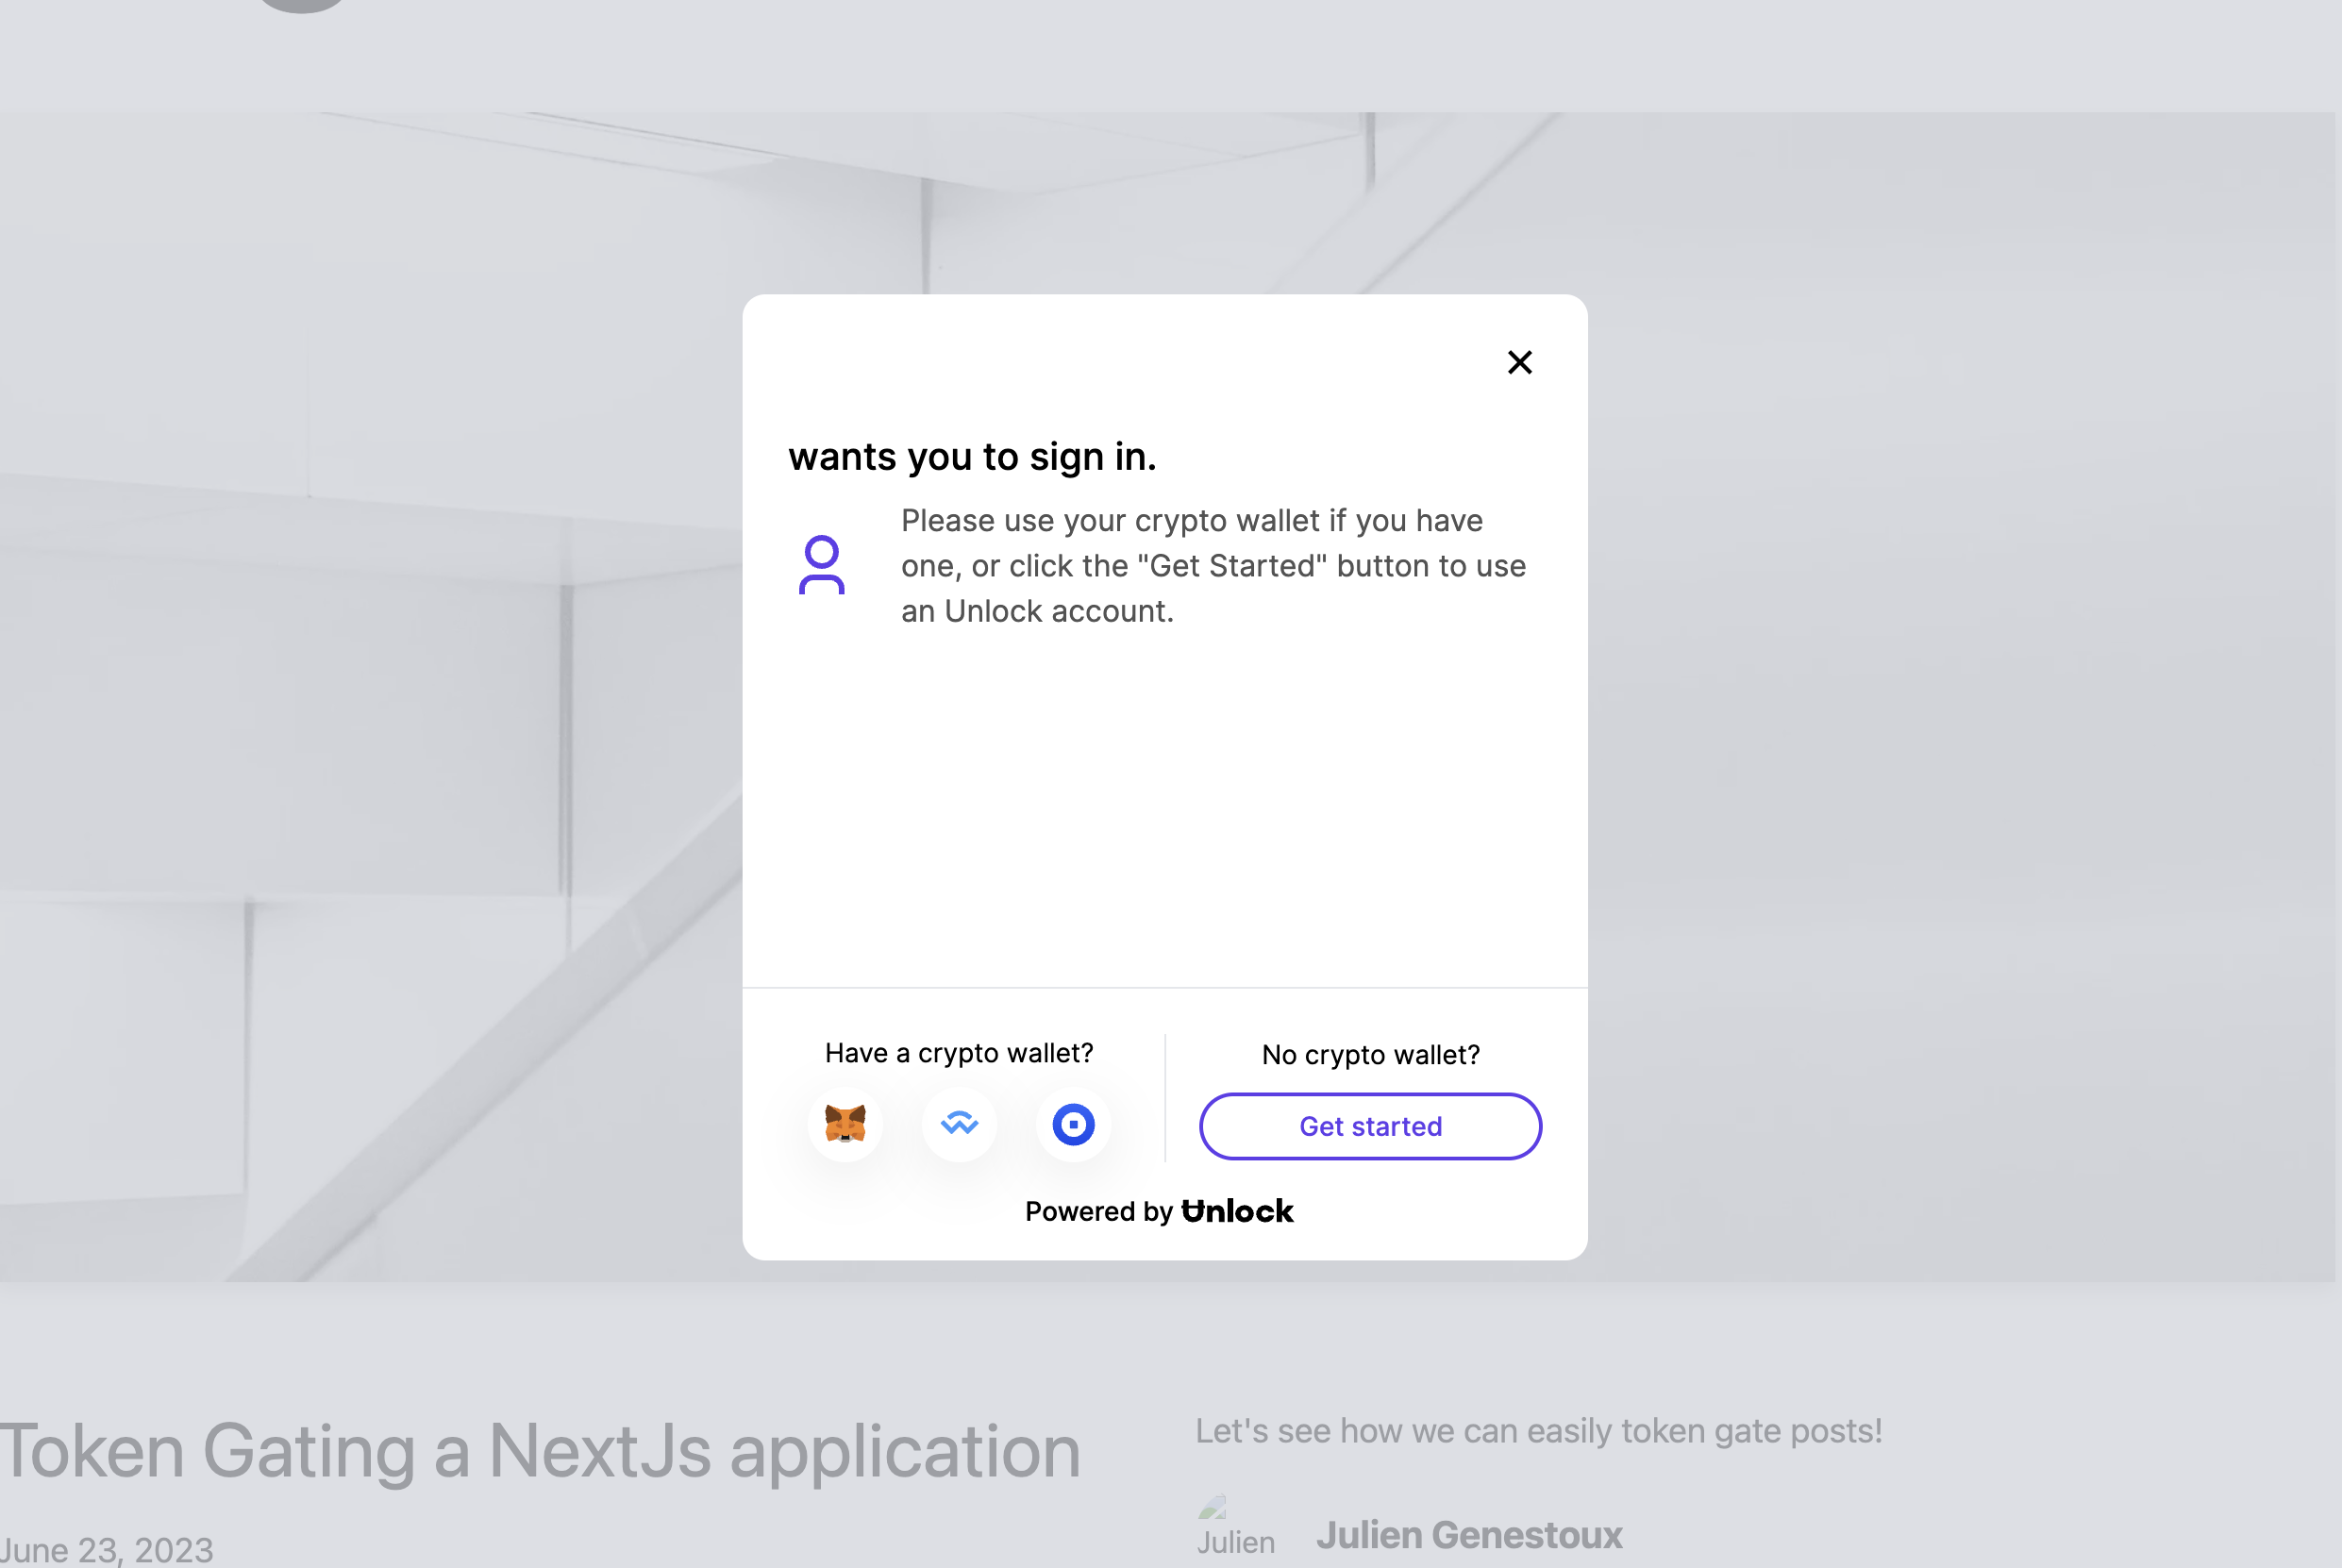 wants you to sign in.
Please use your crypto wallet if you have
one, or click the "Get Started" button to use
an Unlock account.
Have a crypto wallet?
No crypto wallet?
Get started
Powered by Unlock
Token Gating a NextJs application
June 23, 2023
Let's see how we can easily token gate posts!
Julien
Julien Genestoux